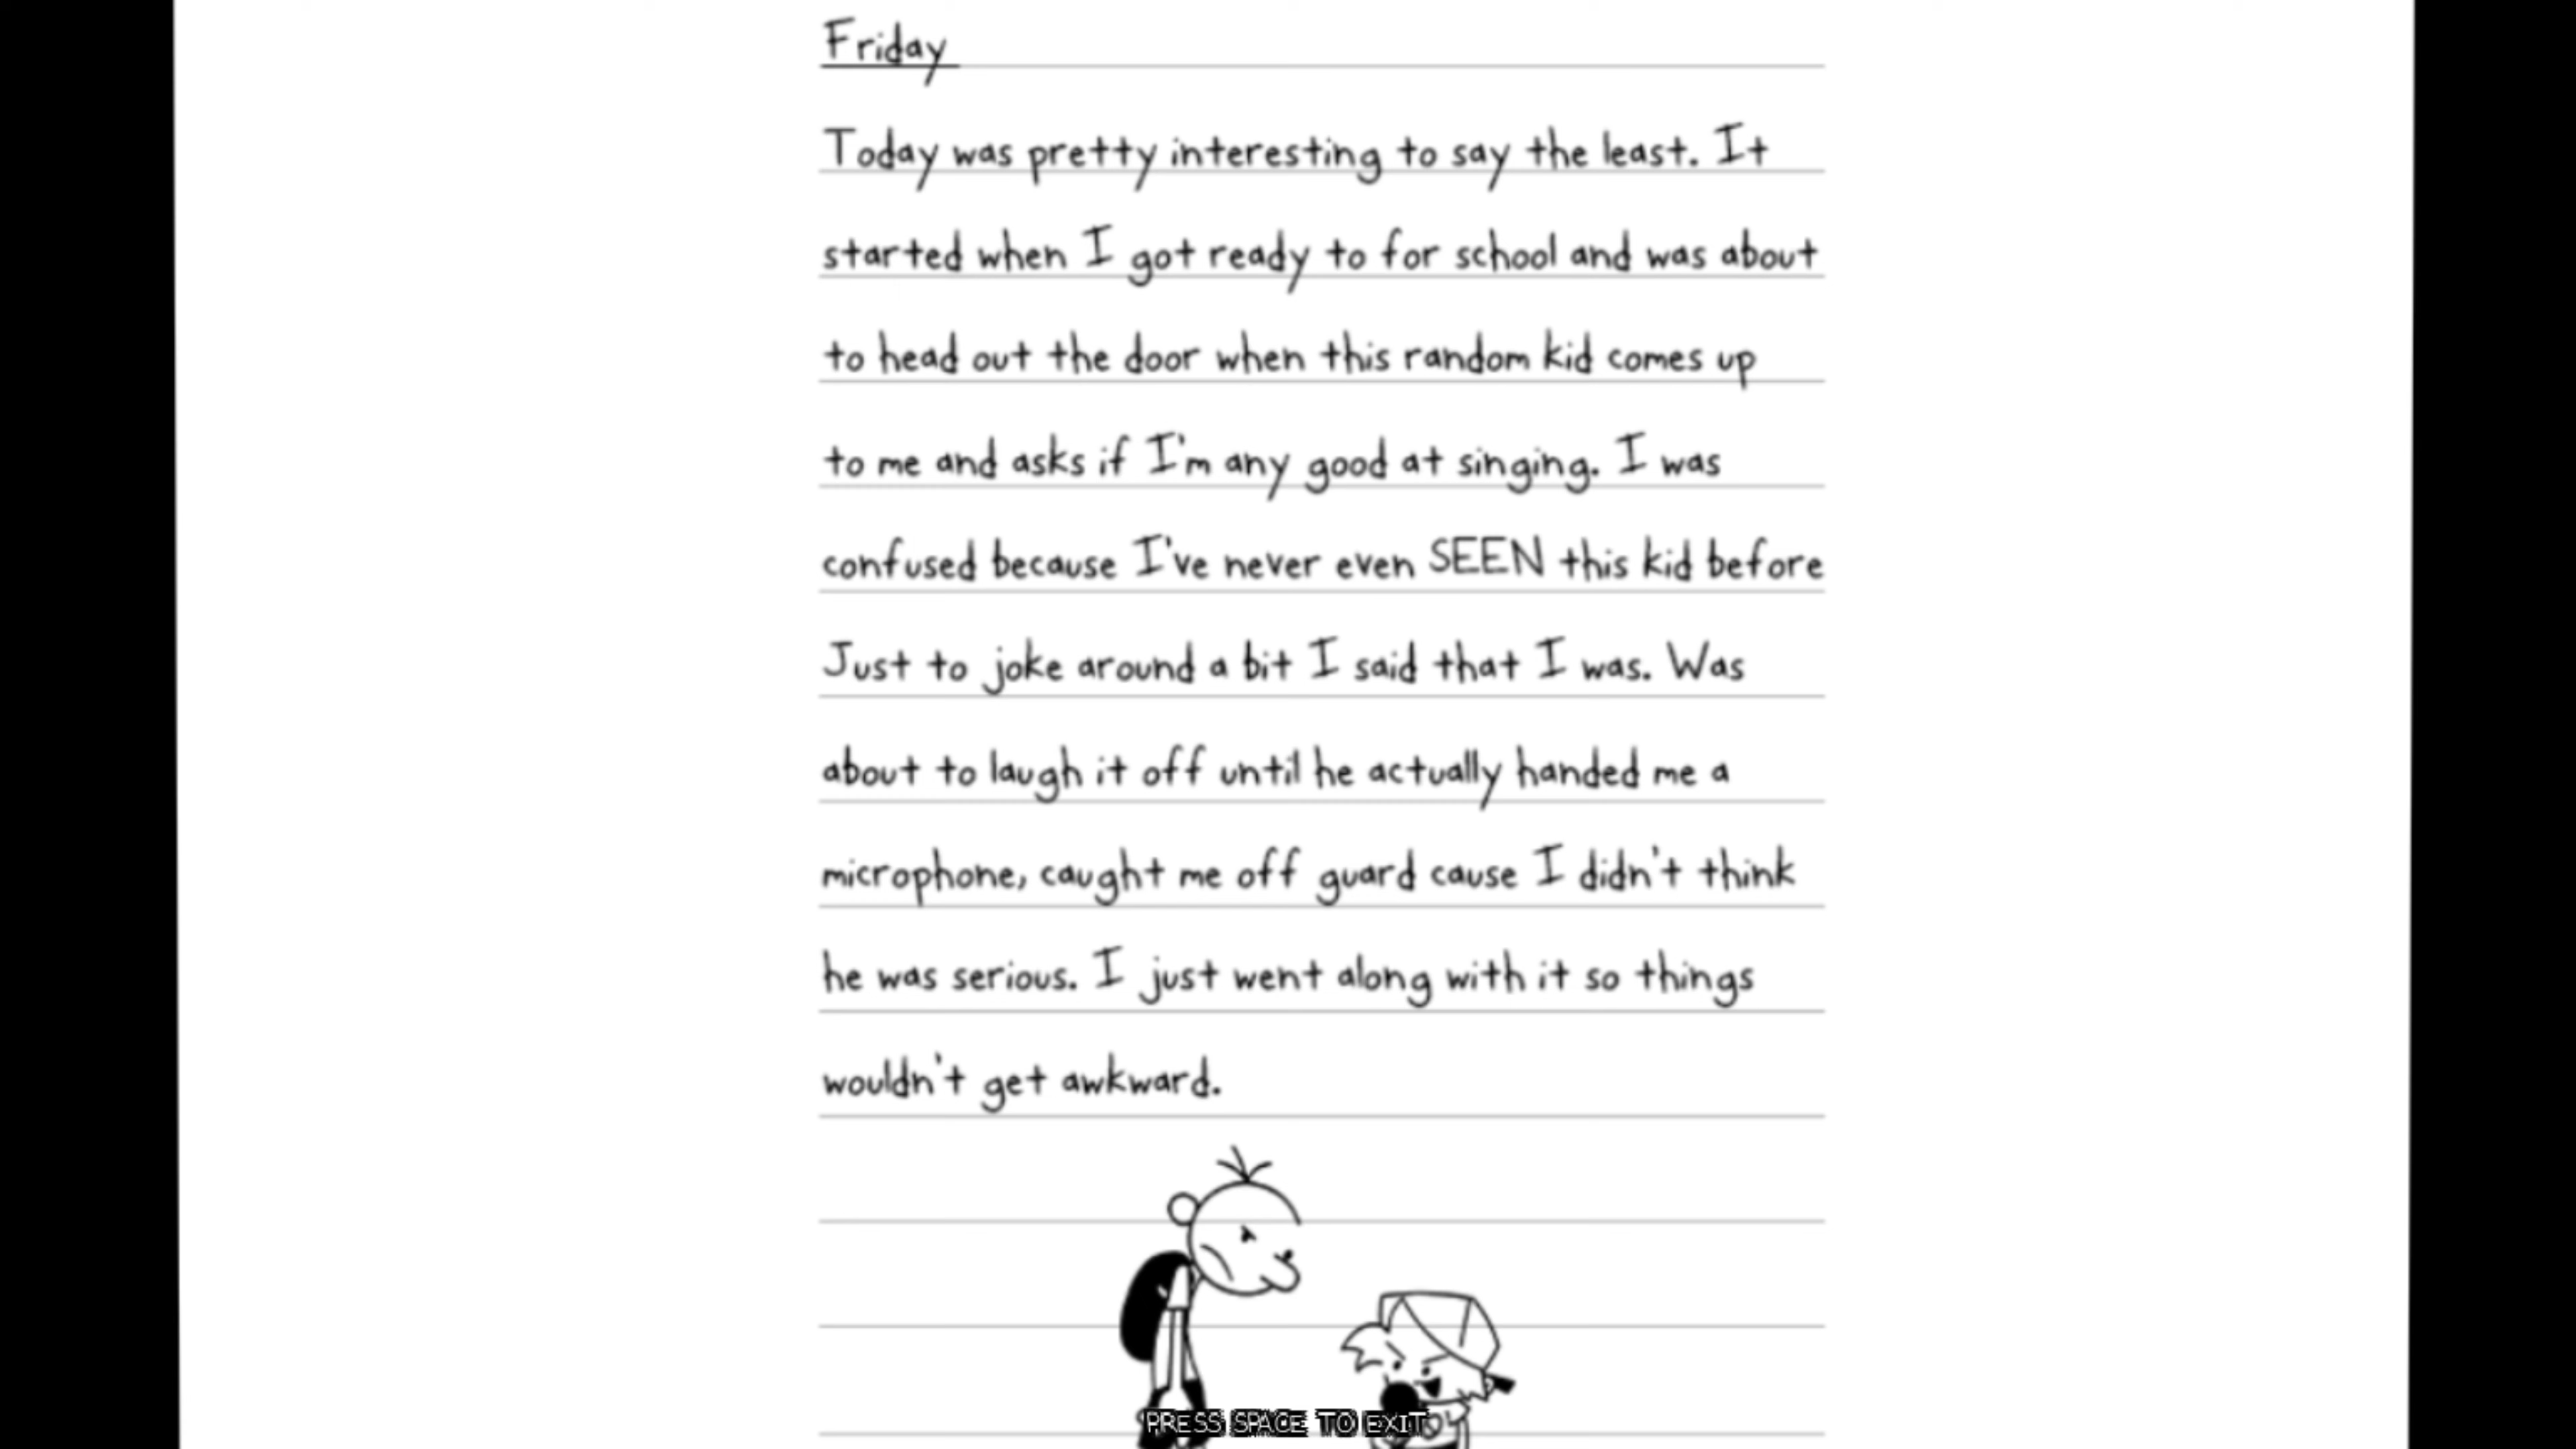 Friday
Today was pretty interesting to say the least. It
started when I got ready to for school and was about
to head out the door when this random kid comes up
to me and asks if I'm any good at singing. I was
confused because I've never even SEEN this kid before
Just to joke around a bit I said that I was. Was
about to laugh it off until he actually handed me a
microphone, caught me off guard cause I didn't think
he was serious. I just went along with it so things
wouldn't get awkward.
PRESS SPACE TO EXIT